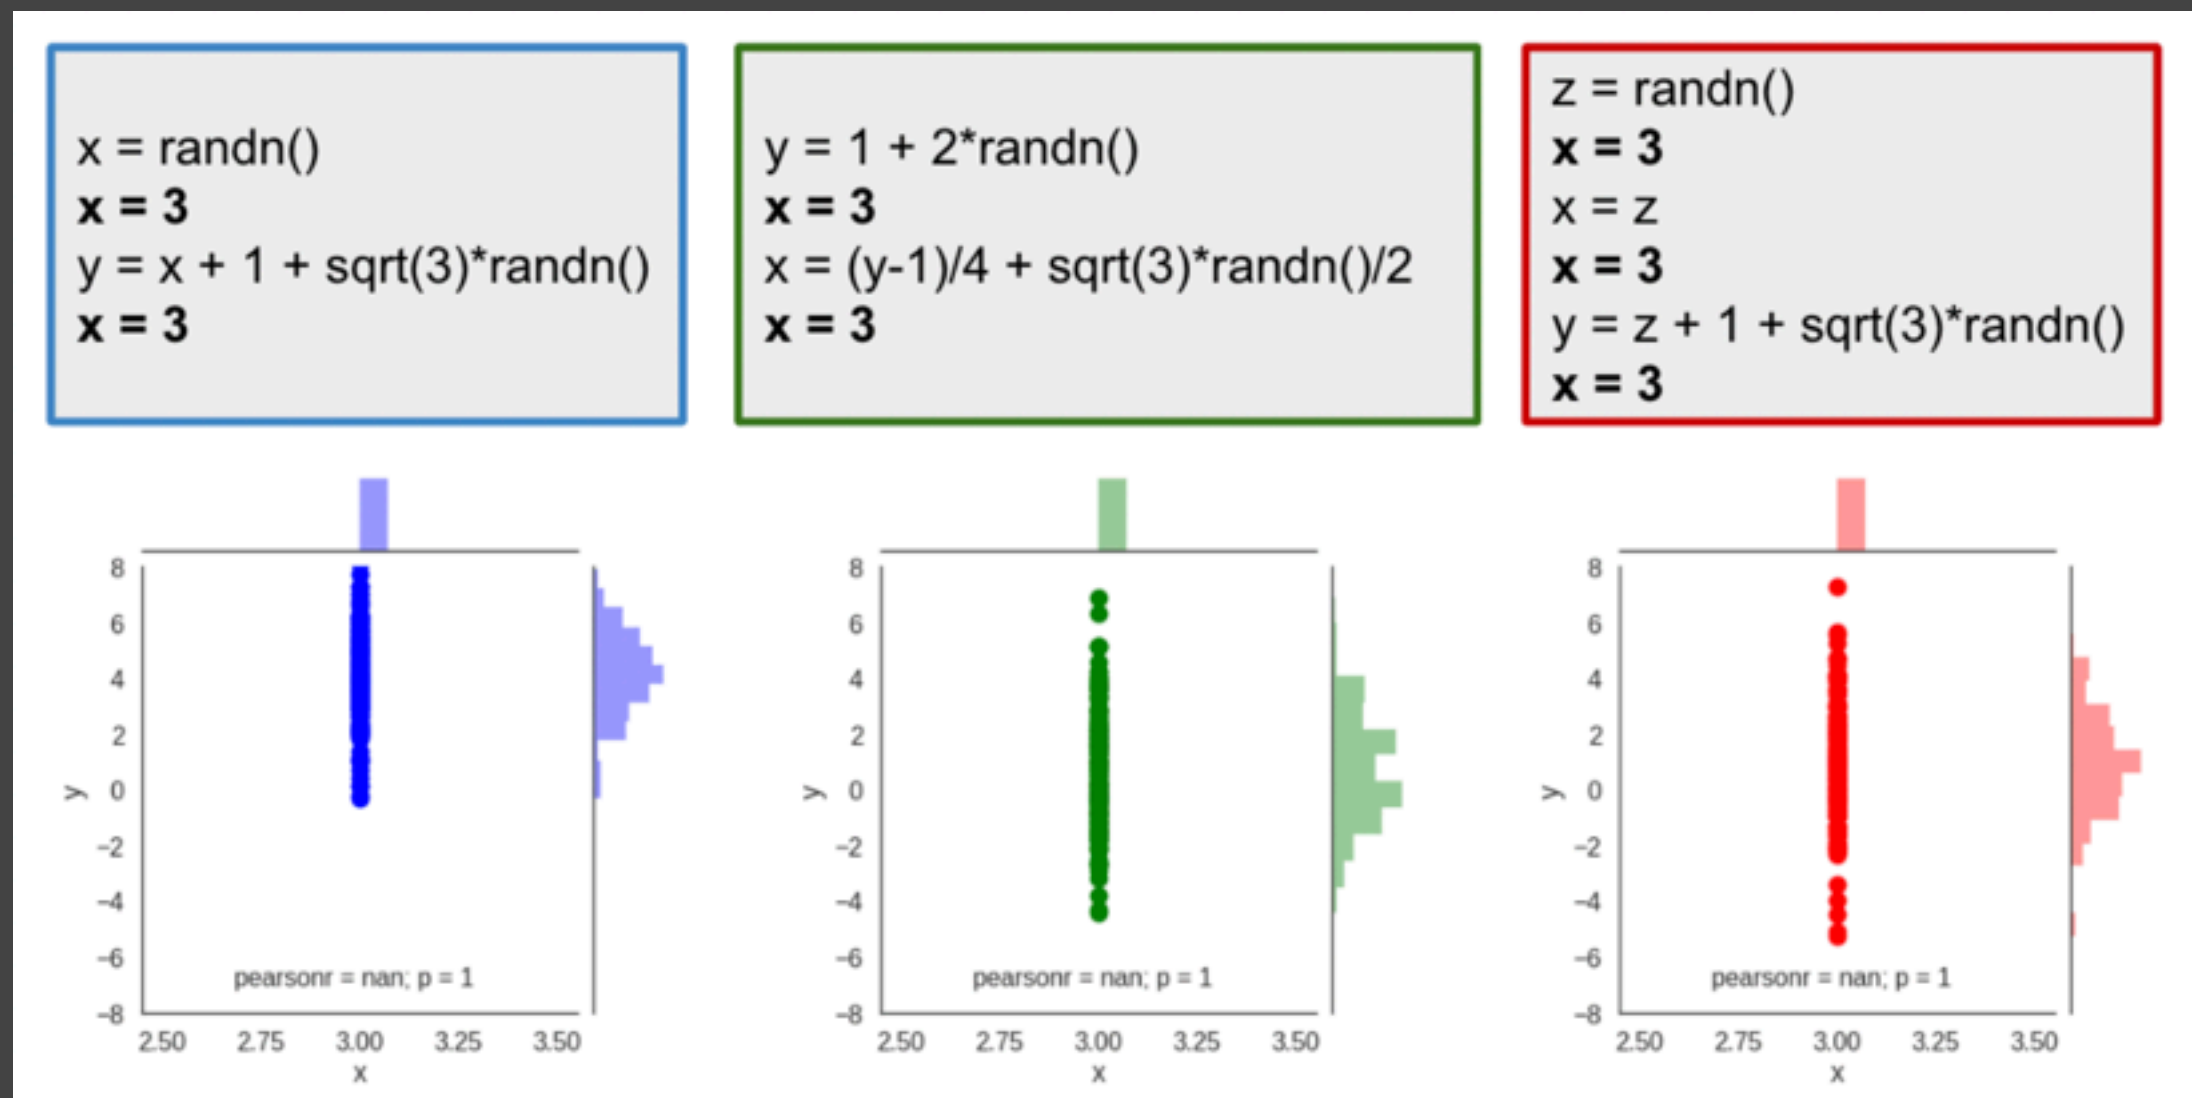 x = randn()
x = 3
y = x + 1 + sqrt(3)*randn()
x = 3
y = 1 + 2*randn()
x = 3
x = (y-1)/4 + sqrt(3)*randn()/2
x = 3
z = randn()
x = 3
x = z
x = 3
y = z + 1 + sqrt(3)*randn()
x = 3
8
6
4
2
0
−2
−4
−6
−8
y
pearsonr = nan; p = 1
2.50 2.75 3.00 3.25 3.50
x
8
6
4
2
0
−2
−4
−6
−8
y
pearsonr = nan; p = 1
2.50 2.75 3.00 3.25 3.50
x
8
6
4
2
0
−2
−4
−6
−8
y
pearsonr = nan; p = 1
2.50 2.75 3.00 3.25 3.50
x